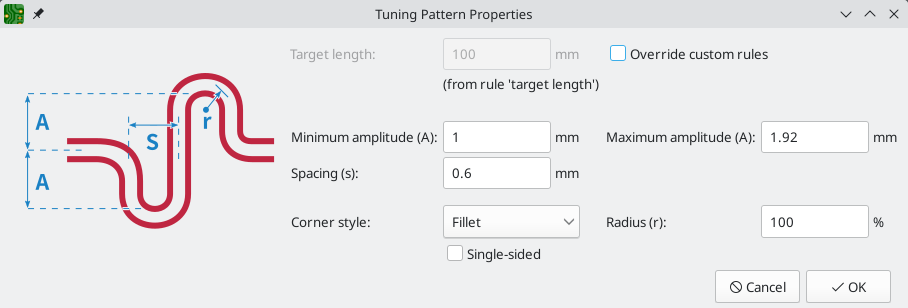 Tuning Pattern Properties
Target length: 100 mm Override custom rules
(from rule 'target length')
A
r
S
A
Minimum amplitude (A): 1 mm Maximum amplitude (A): 1.92 mm
Spacing (s): 0.6 mm
Corner style: Fillet Radius (r): 100 %
Single-sided
Cancel OK